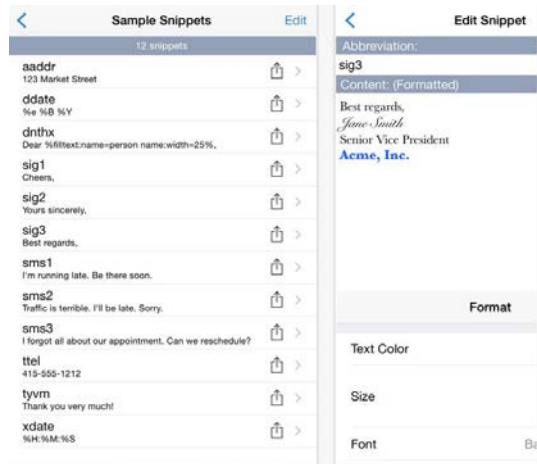 Sample Snippets
Edit
12 snippets
aaddr
123 Market Street
ddate
%e %B %Y
dnthx
Dear %filltext:name=person name:width=25%,
sig1
Cheers,
sig2
Yours sincerely,
sig3
Best regards,
sms1
I'm running late. Be there soon.
sms2
Traffic is terrible. I'll be late. Sorry.
sms3
I forgot all about our appointment. Can we reschedule?
ttel
415-555-1212
tyvm
Thank you very much!
xdate
%H:%M:%S
Edit Snippet
Abbreviation:
sig3
Content: (Formatted)
Best regards,
Jane Smith
Senior Vice President
Acme, Inc.
Format
Text Color
Size
Font
Ba